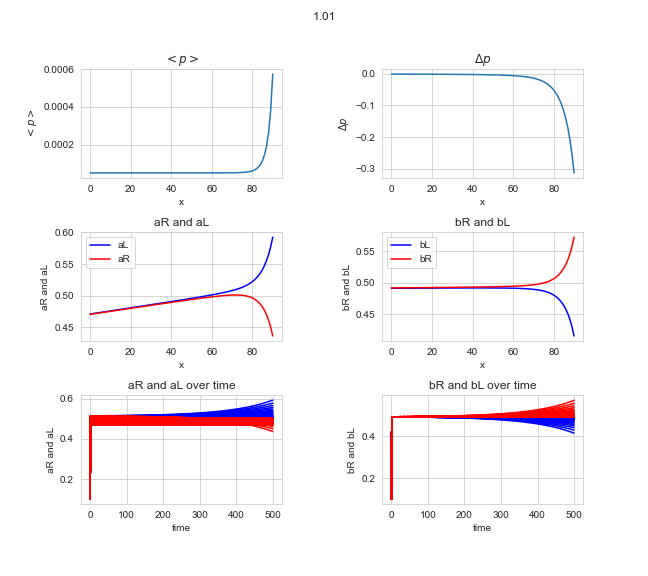 1.01
< p >
Δp
0.0006
0.0004
0.0002
< p >
0 20 40 60 80
x
0.0
−0.1
−0.2
−0.3
Δp
0 20 40 60 80
x
aR and aL
bR and bL
0.60
0.55
0.50
0.45
aR and aL
aL
aR
0 20 40 60 80
x
0.55
0.50
0.45
bR and bL
bL
bR
0 20 40 60 80
x
aR and aL over time
bR and bL over time
0.6
0.4
0.2
aR and aL
0 100 200 300 400 500
time
0.4
0.2
bR and bL
0 100 200 300 400 500
time